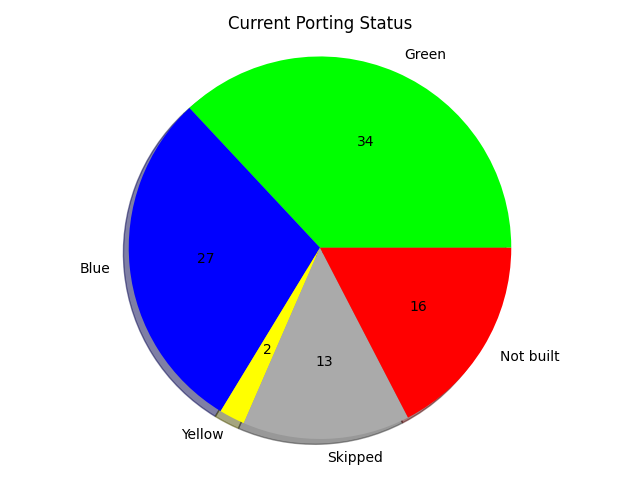 Current Porting Status
Green
34
Blue
27
Yellow
2
Skipped
13
Not built
16